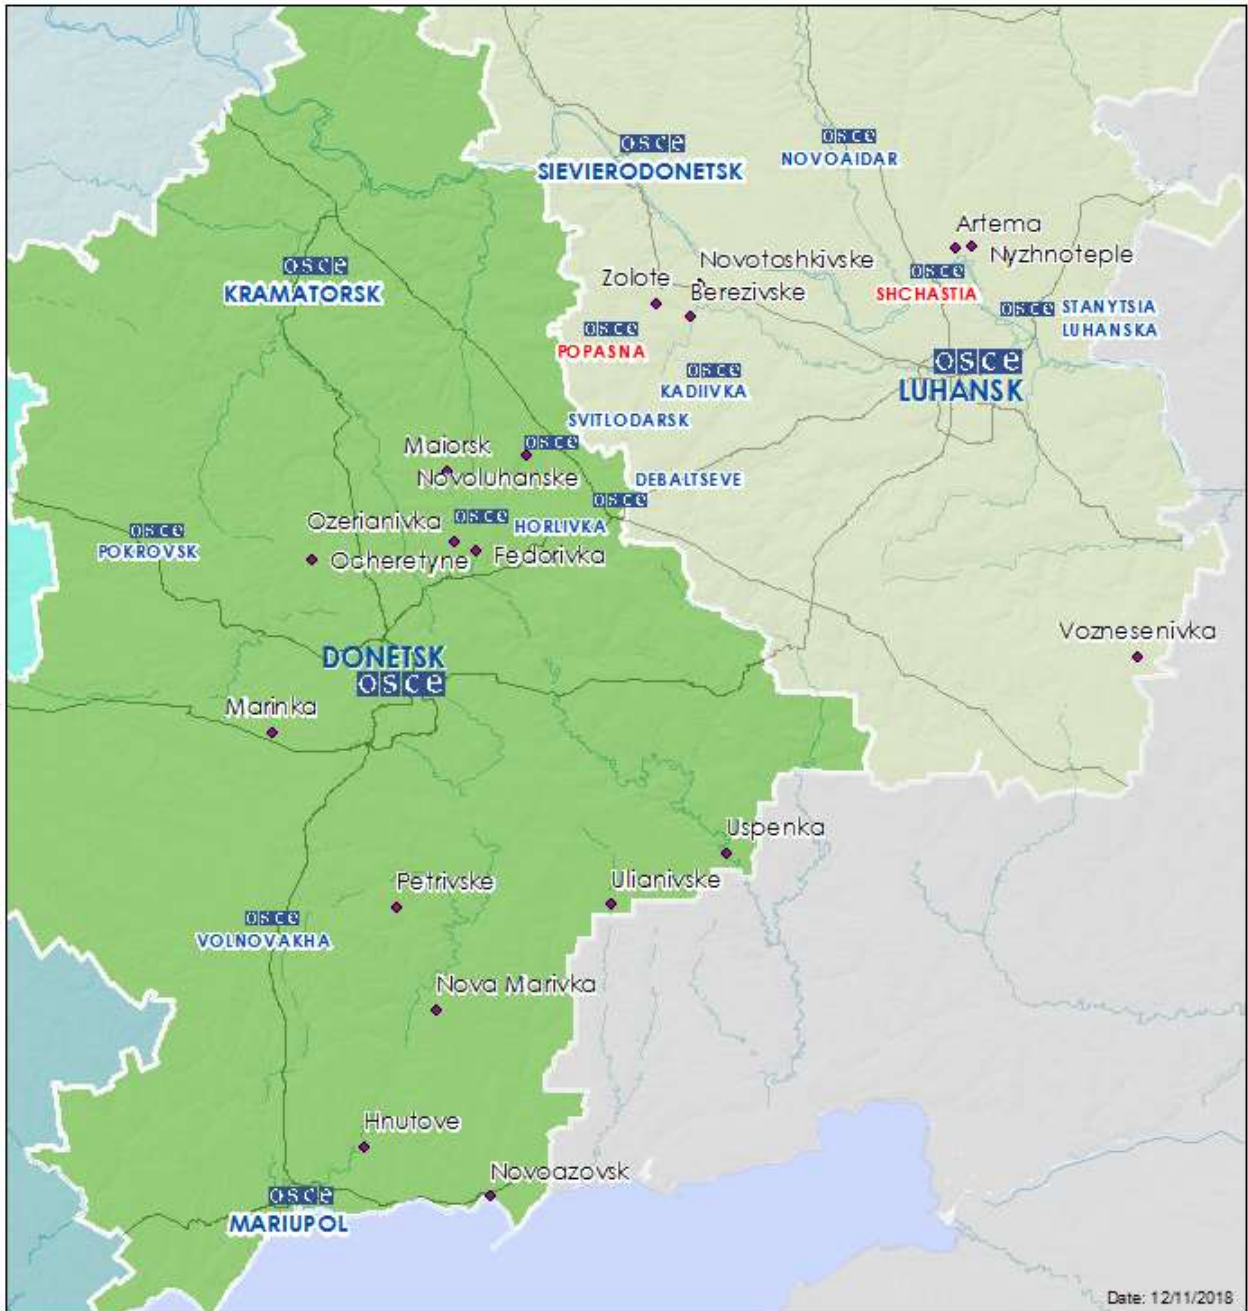 osce
SIEVIERODONETSK
osce
NOVOAIDAR
Artema
Nyzhnoteple
osce
KRAMATORSK
Novotoshkivske
Zolote
Berezivske
osce
SHCHASTIA
osce
STANYTSIA
LUHANSKA
osce
POPASNA
osce
KADIIVKA
osce
LUHANSK
SVITLODARSK
osce
Maiorsk
Novoluhanske
DEBALTSEVE
osce
Ozerianivka
osce
HORLIVKA
osce
POKROVSK
Ocheretyne
Fedorivka
Voznesenivka
DONETSK
osce
Marinka
Uspenka
Petrivske
Ulianivske
osce
VOLNOVAKHA
Nova Marivka
Hnutove
Novoazovsk
osce
MARIUPOL
Date: 12/11/2018